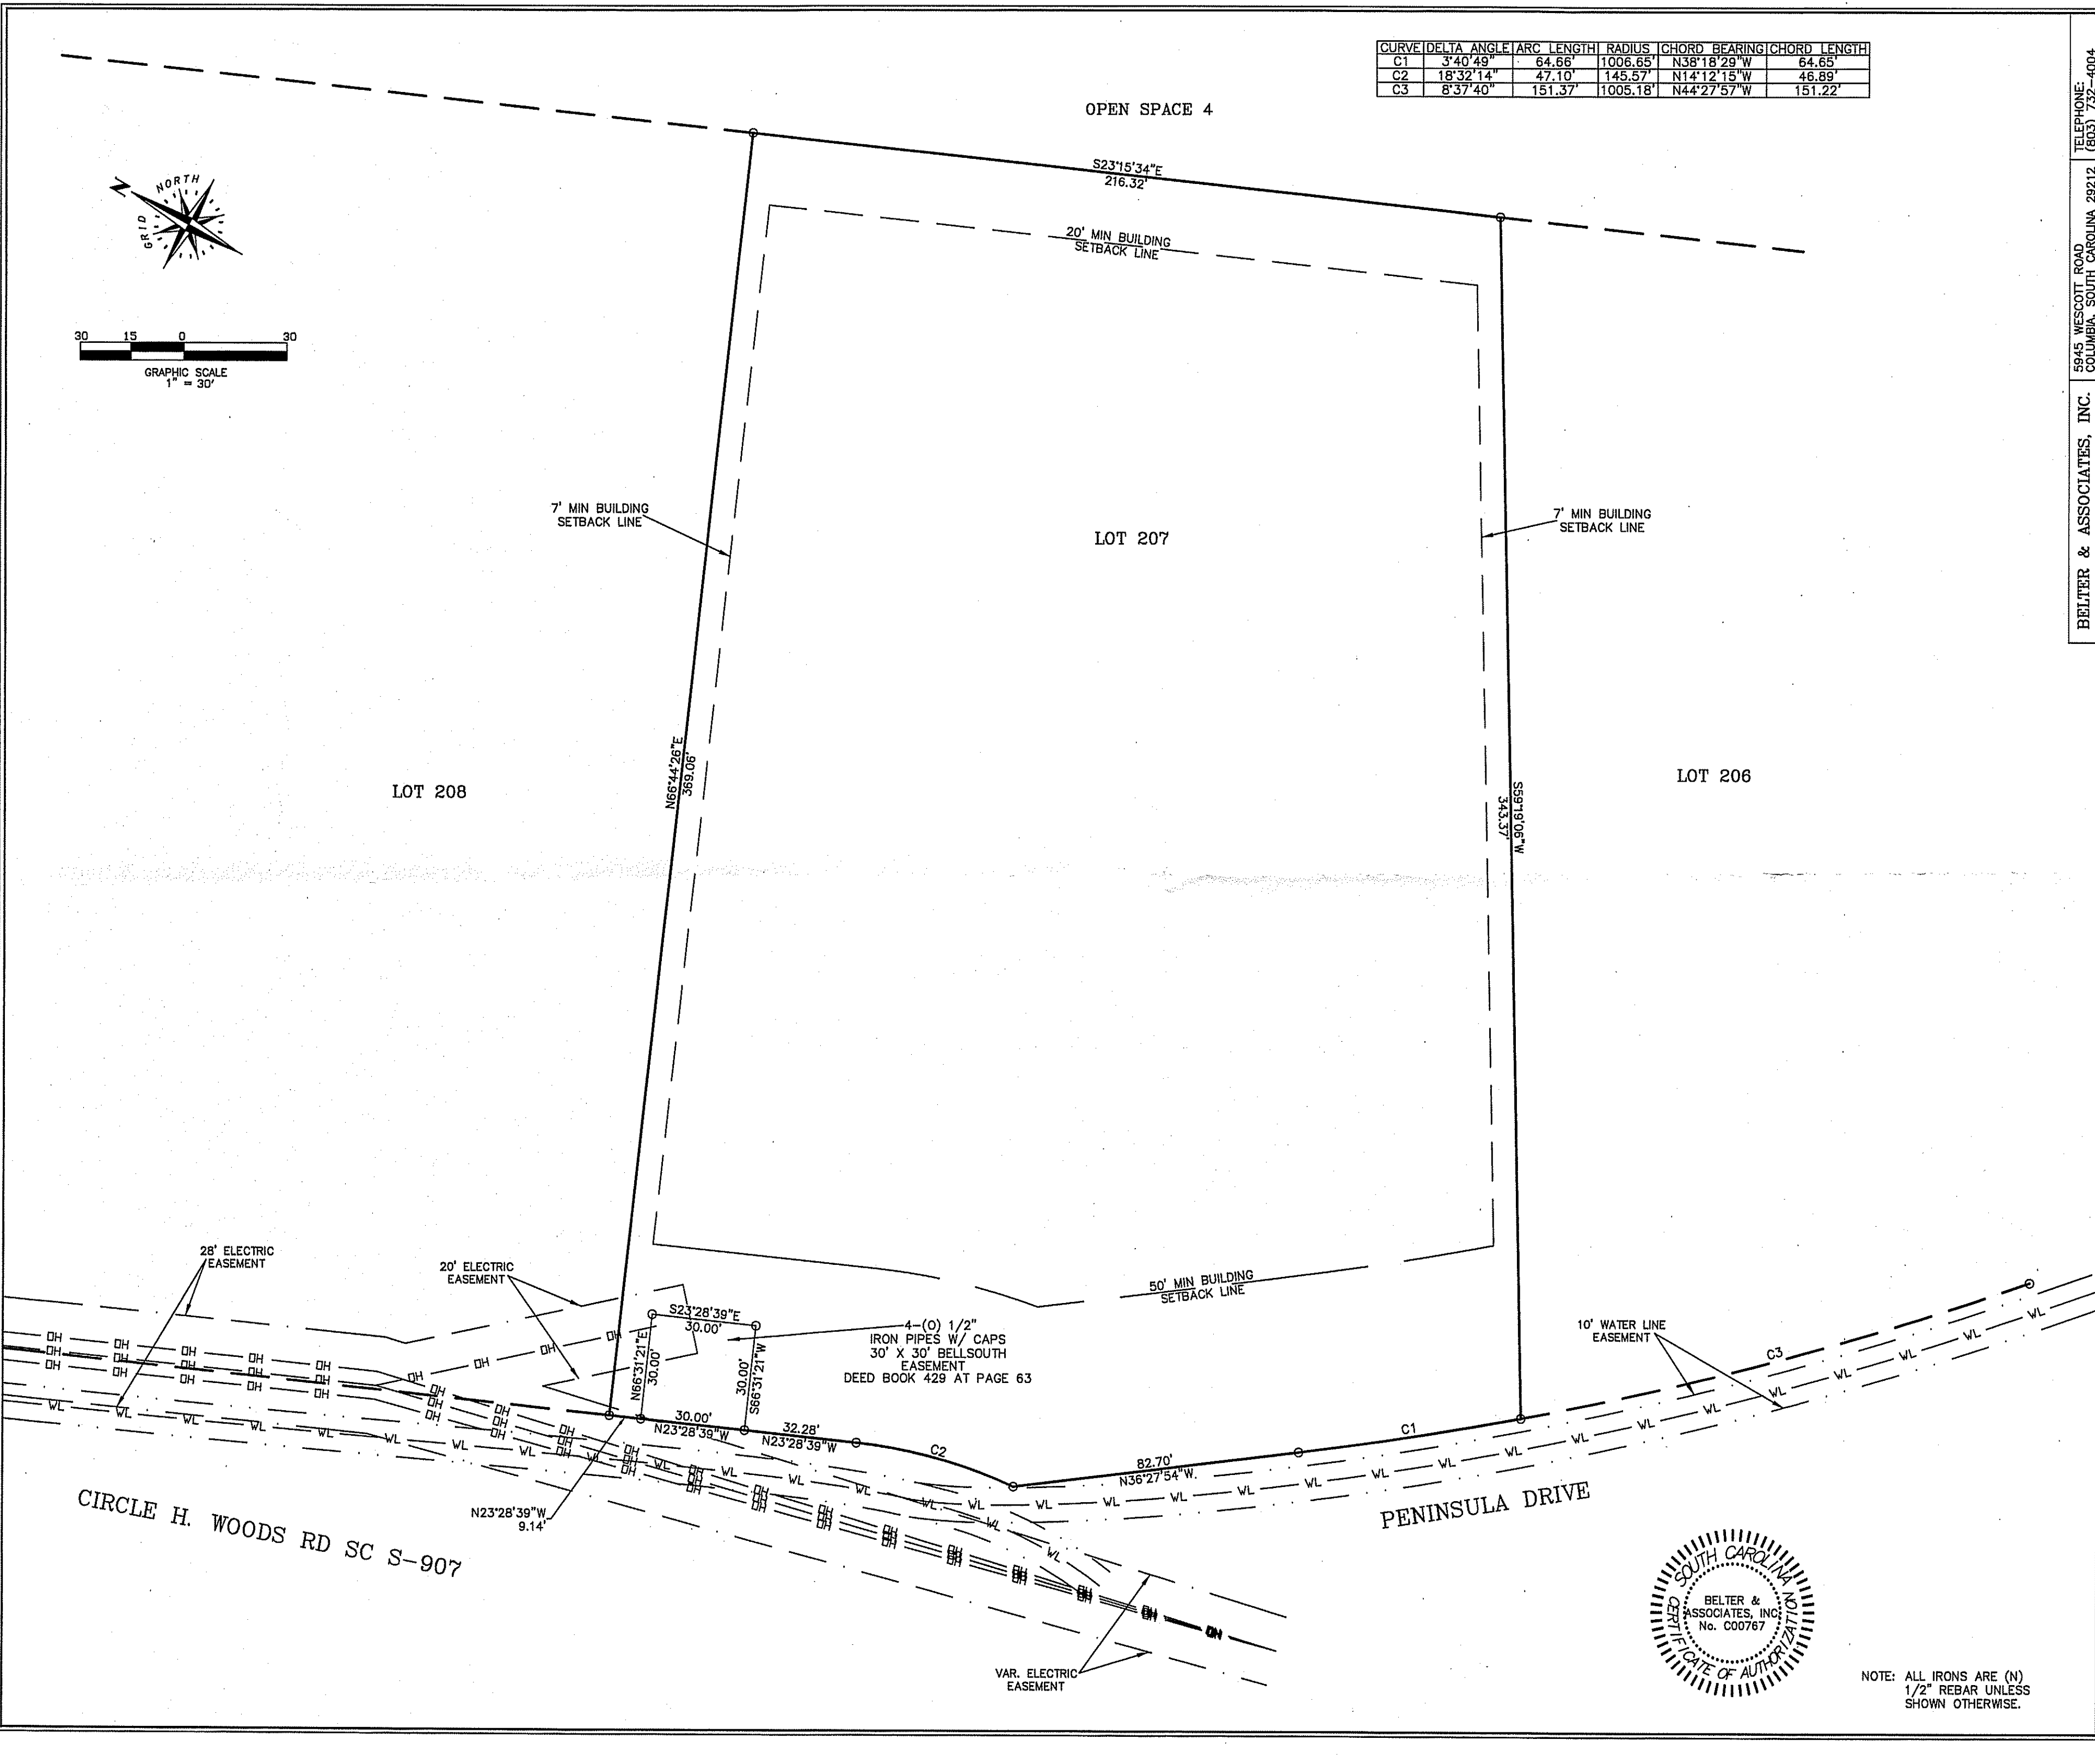 CURVE DELTA ANGLE ARC LENGTH RADIUS CHORD BEARING CHORD LENGTH
C1 3°40'49" 64.66' 1006.65' N38°18'29"W 64.65'
C2 18°32'14" 47.10' 145.57' N14°12'15"W 46.89'
C3 8°37'40" 151.37' 1005.18' N44°27'57"W 151.22'
OPEN SPACE 4
S23°15'34"E
216.32'
N
GRID NORTH
30 15 0 30
GRAPHIC SCALE
1" = 30'
20' MIN BUILDING
SETBACK LINE
7' MIN BUILDING
SETBACK LINE
LOT 207
7' MIN BUILDING
SETBACK LINE
N66°44'26"E
369.06'
S59°19'06"W
343.37'
LOT 208
LOT 206
28' ELECTRIC
EASEMENT
20' ELECTRIC
EASEMENT
50' MIN BUILDING
SETBACK LINE
S23°28'39"E
30.00'
N66°31'21"E
30.00'
30.00'
S66°31'21"W
4-(O) 1/2"
IRON PIPES W/ CAPS
30' X 30' BELLSOUTH
EASEMENT
DEED BOOK 429 AT PAGE 63
10' WATER LINE
EASEMENT
C3
30.00'
N23°28'39"W
32.28'
N23°28'39"W
C2
82.70'
N36°27'54"W
C1
OH OH OH OH OH
WL WL WL WL WL
N23°28'39"W
9.14'
CIRCLE H. WOODS RD SC S-907
PENINSULA DRIVE
VAR. ELECTRIC
EASEMENT
SOUTH CAROLINA
BELTER &
ASSOCIATES, INC
No. C00767
CERTIFICATE OF AUTHORIZATION
NOTE: ALL IRONS ARE (N)
1/2" REBAR UNLESS
SHOWN OTHERWISE.
BELTER & ASSOCIATES, INC.
5945 WESCOTT ROAD
COLUMBIA, SOUTH CAROLINA 29212
TELEPHONE:
(803) 732-4004